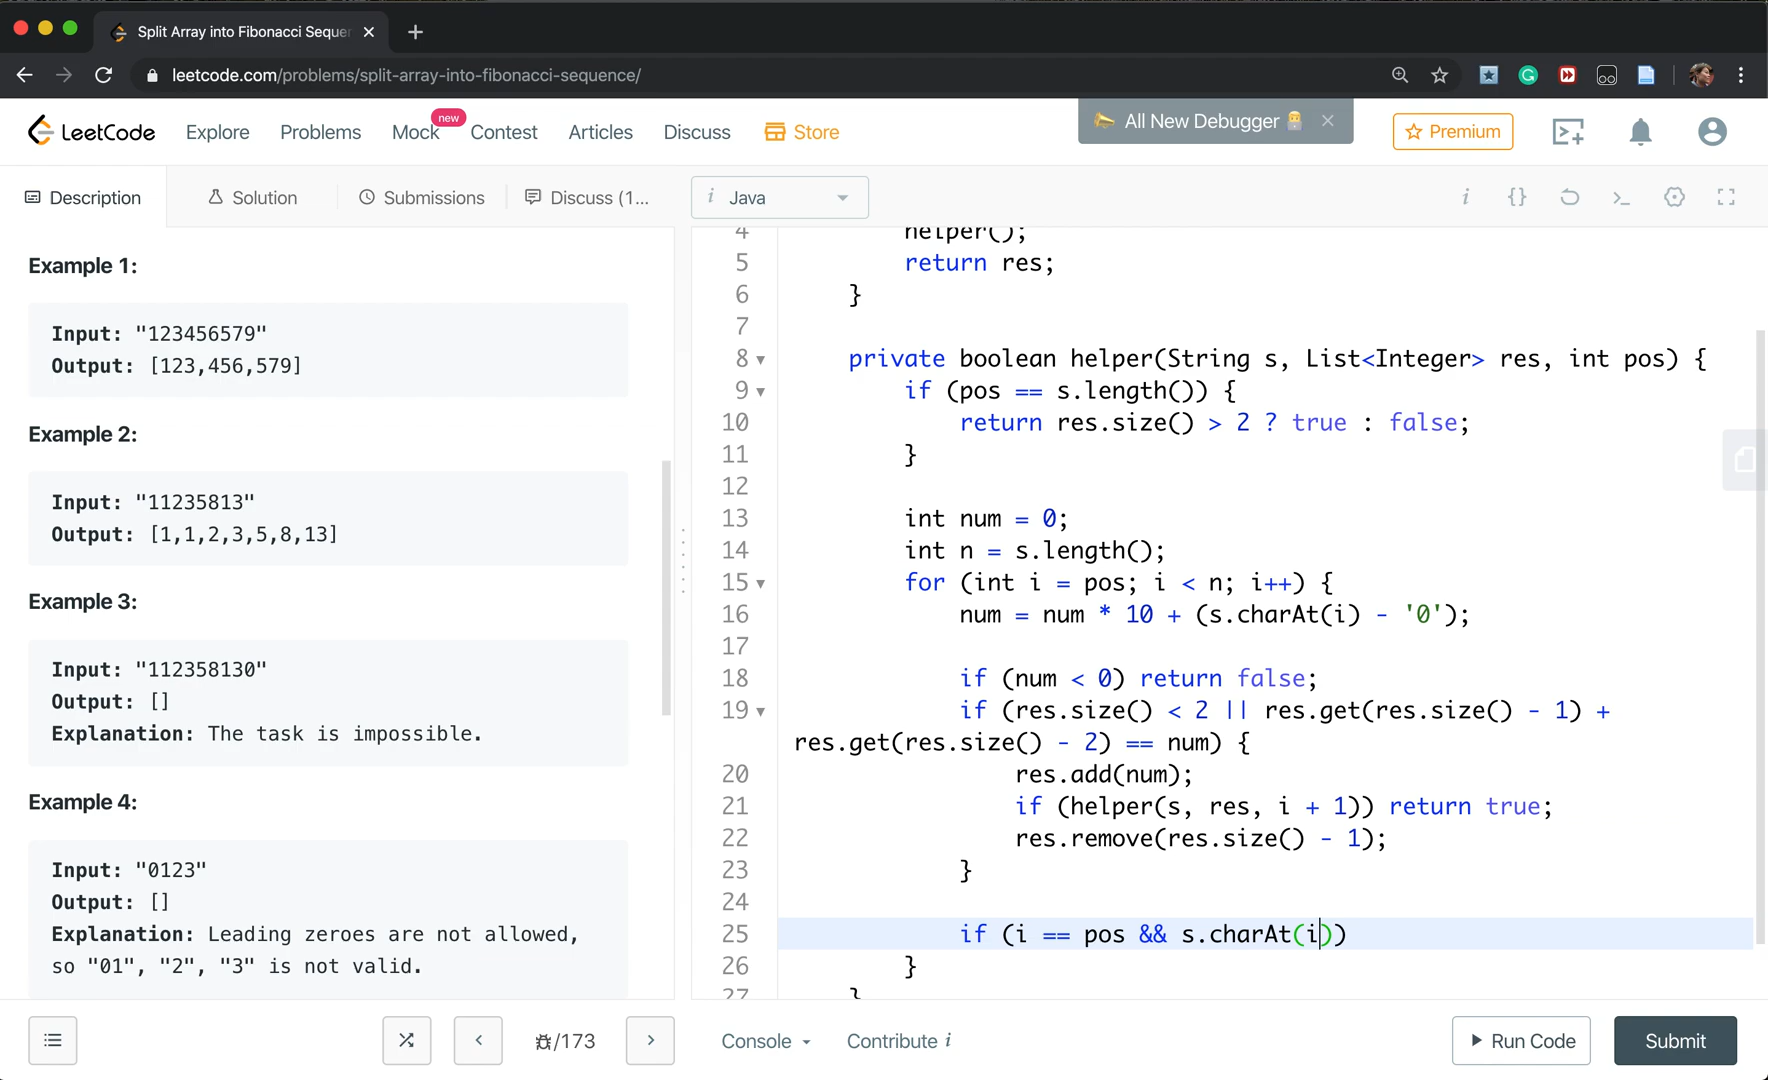 Split Array into Fibonacci Seque
leetcode.com/problems/split-array-into-fibonacci-sequence/
LeetCode
Explore
Problems
Mock
new
Contest
Articles
Discuss
Store
All New Debugger
Premium
Description
Solution
Submissions
Discuss (1...
i Java
Example 1:
Input: "123456579"
Output: [123,456,579]
Example 2:
Input: "11235813"
Output: [1,1,2,3,5,8,13]
Example 3:
Input: "112358130"
Output: []
Explanation: The task is impossible.
Example 4:
Input: "0123"
Output: []
Explanation: Leading zeroes are not allowed,
so "01", "2", "3" is not valid.
4 helper();
5 return res;
6 }
7
8 private boolean helper(String s, List<Integer> res, int pos) {
9 if (pos == s.length()) {
10 return res.size() > 2 ? true : false;
11 }
12
13 int num = 0;
14 int n = s.length();
15 for (int i = pos; i < n; i++) {
16 num = num * 10 + (s.charAt(i) - '0');
17
18 if (num < 0) return false;
19 if (res.size() < 2 || res.get(res.size() - 1) +
res.get(res.size() - 2) == num) {
20 res.add(num);
21 if (helper(s, res, i + 1)) return true;
22 res.remove(res.size() - 1);
23 }
24
25 if (i == pos && s.charAt(i))
26 }
27 }
/173
Console
Contribute i
Run Code
Submit